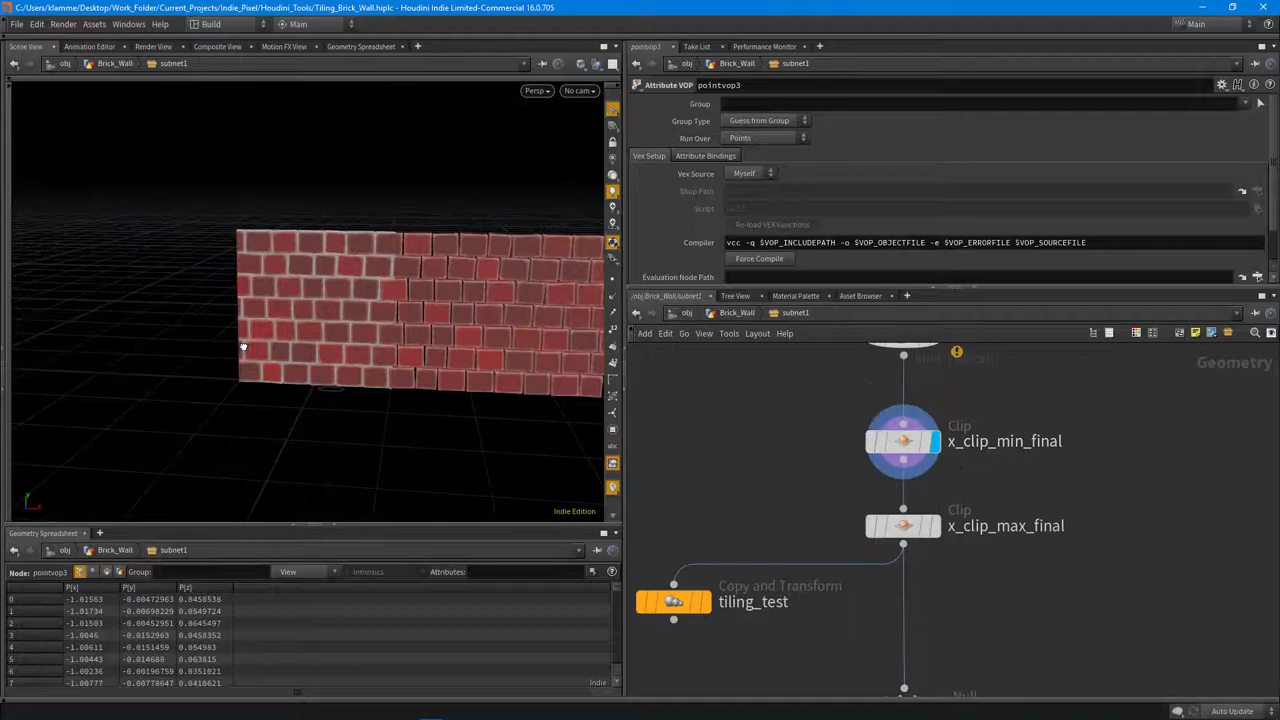 C:/Users/klamme/Desktop/Work_Folder/Current_Projects/Indie_Pixel/Houdini_Tools/Tiling_Brick_Wall.hiplc - Houdini Indie Limited-Commercial 16.0.705
File Edit Render Assets Windows Help Build Main Main
Scene View Animation Editor Render View Composite View Motion FX View Geometry Spreadsheet
obj Brick_Wall subnet1
Persp No cam
Indie Edition
pointvop3 Take List Performance Monitor
obj Brick_Wall subnet1
Attribute VOP pointvop3
Group
Group Type Guess from Group
Run Over Points
Vex Setup Attribute Bindings
Vex Source Myself
Shop Path
Script
Re-load VEX Functions
Compiler vcc -q $VOP_INCLUDEPATH -o $VOP_OBJECTFILE -e $VOP_ERRORFILE $VOP_SOURCEFILE
Force Compile
Evaluation Node Path
/obj/Brick_Wall/subnet1 Tree View Material Palette Asset Browser
obj Brick_Wall subnet1
Add Edit Go View Tools Layout Help
Geometry
Clip
x_clip_min_final
Clip
x_clip_max_final
Copy and Transform
tiling_test
Null
Geometry Spreadsheet
obj Brick_Wall subnet1
Node: pointvop3 Group: View Intrinsics Attributes:
P[x] P[y] P[z]
0 -1.01563 -0.00472963 0.0450538
1 -1.01734 -0.00698229 0.0549724
2 -1.01503 -0.00452951 0.0645497
3 -1.0046 -0.0152963 0.0458352
4 -1.00611 -0.0151459 0.054983
5 -1.00443 -0.014688 0.063815
6 -1.00236 -0.00196759 0.0351021
7 -1.00777 -0.00778647 0.0410621
Indie
Auto Update